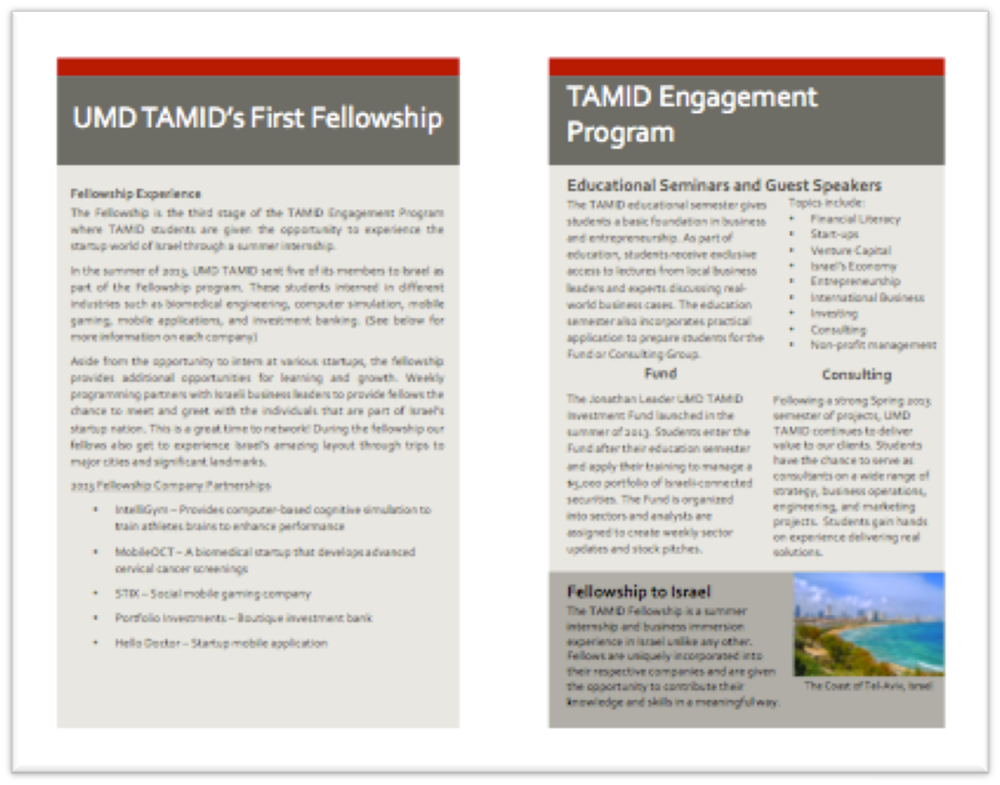 UMD TAMID's First Fellowship
Fellowship Experience
The Fellowship is the third stage of the TAMID Engagement Program
where TAMID students are given the opportunity to experience the
startup world of Israel through a summer internship.
In the summer of 2013, UMD TAMID sent five of its members to Israel as
part of the Fellowship program. These students interned in different
industries such as biomedical engineering, computer simulation, mobile
gaming, mobile applications, and investment banking. (See below for
more information on each company)
Aside from the opportunity to intern at various startups, the fellowship
provides additional opportunities for learning and growth. Weekly
programming partners with Israeli business leaders to provide fellows the
chance to meet and greet with the individuals that are part of Israel's
startup nation. This is a great time to network! During the fellowship our
fellows also get to experience Israel's amazing layout through trips to
major cities and significant landmarks.
2013 Fellowship Company Partnerships
• IntelliGym – Provides computer-based cognitive simulation to
train athletes brains to enhance performance
• MobileOCT – A biomedical startup that develops advanced
cervical cancer screenings
• STIX – Social mobile gaming company
• Portfolio Investments – Boutique investment bank
• Hello Doctor – Startup mobile application
TAMID Engagement
Program
Educational Seminars and Guest Speakers
The TAMID educational semester gives
students a basic foundation in business
and entrepreneurship. As part of
education, students receive exclusive
access to lectures from local business
leaders and experts discussing real-
world business cases. The education
semester also incorporates practical
application to prepare students for the
Fund or Consulting Group.
Topics include:
• Financial Literacy
• Start-ups
• Venture Capital
• Israel's Economy
• Entrepreneurship
• International Business
• Investing
• Consulting
• Non-profit management
Fund
The Jonathan Leader UMD TAMID
Investment Fund launched in the
summer of 2013. Students enter the
Fund after their education semester
and apply their training to manage a
$5,000 portfolio of Israeli-connected
securities. The Fund is organized
into sectors and analysts are
assigned to create weekly sector
updates and stock pitches.
Consulting
Following a strong Spring 2013
semester of projects, UMD
TAMID continues to deliver
value to our clients. Students
have the chance to serve as
consultants on a wide range of
strategy, business operations,
engineering, and marketing
projects. Students gain hands
on experience delivering real
solutions.
Fellowship to Israel
The TAMID Fellowship is a summer
internship and business immersion
experience in Israel unlike any other.
Fellows are uniquely incorporated into
their respective companies and are given
the opportunity to contribute their
knowledge and skills in a meaningful way.
The Coast of Tel-Aviv, Israel